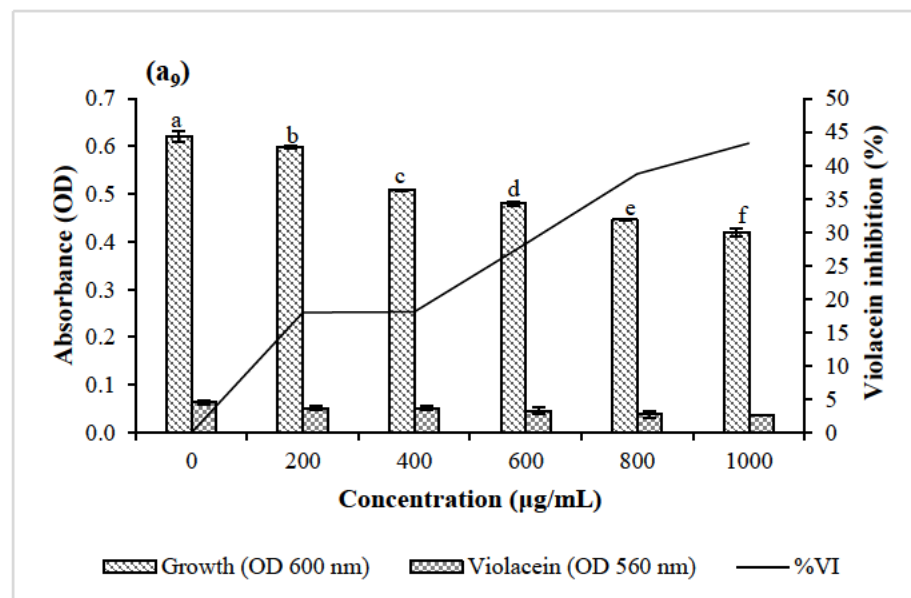 (a9)
0.7
0.6
0.5
0.4
0.3
0.2
0.1
0.0
Absorbance (OD)
a
b
c
d
e
f
50
45
40
35
30
25
20
15
10
5
0
Violacein inhibition (%)
0 200 400 600 800 1000
Concentration (µg/mL)
Growth (OD 600 nm) Violacein (OD 560 nm) %VI